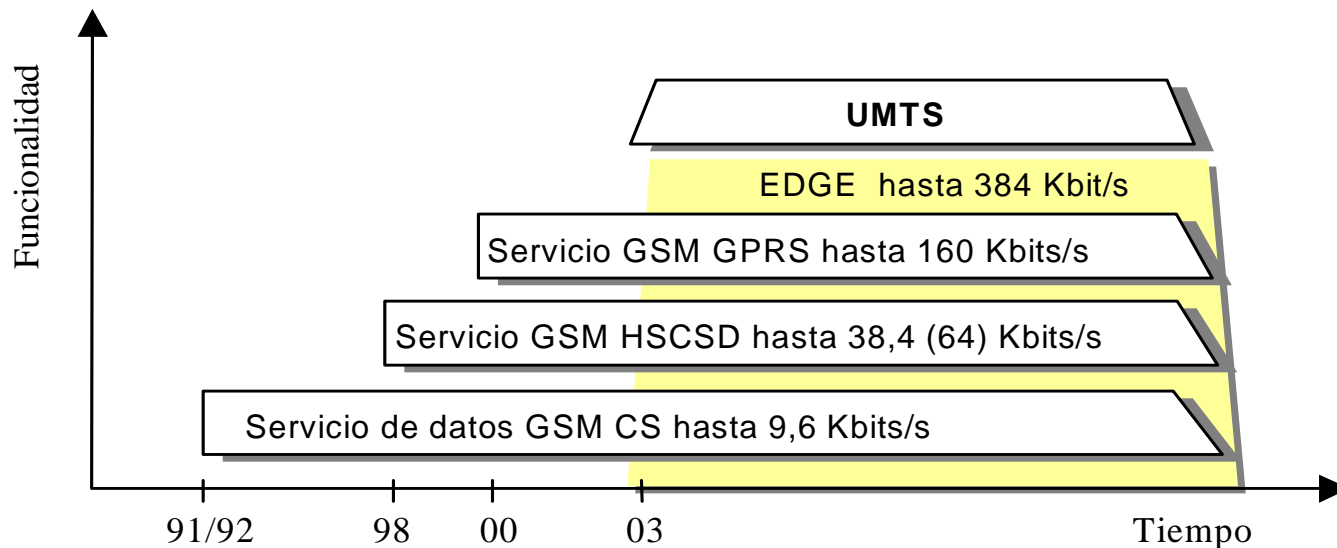 Funcionalidad
UMTS
EDGE hasta 384 Kbit/s
Servicio GSM GPRS hasta 160 Kbits/s
Servicio GSM HSCSD hasta 38,4 (64) Kbits/s
Servicio de datos GSM CS hasta 9,6 Kbits/s
91/92 98 00 03 Tiempo